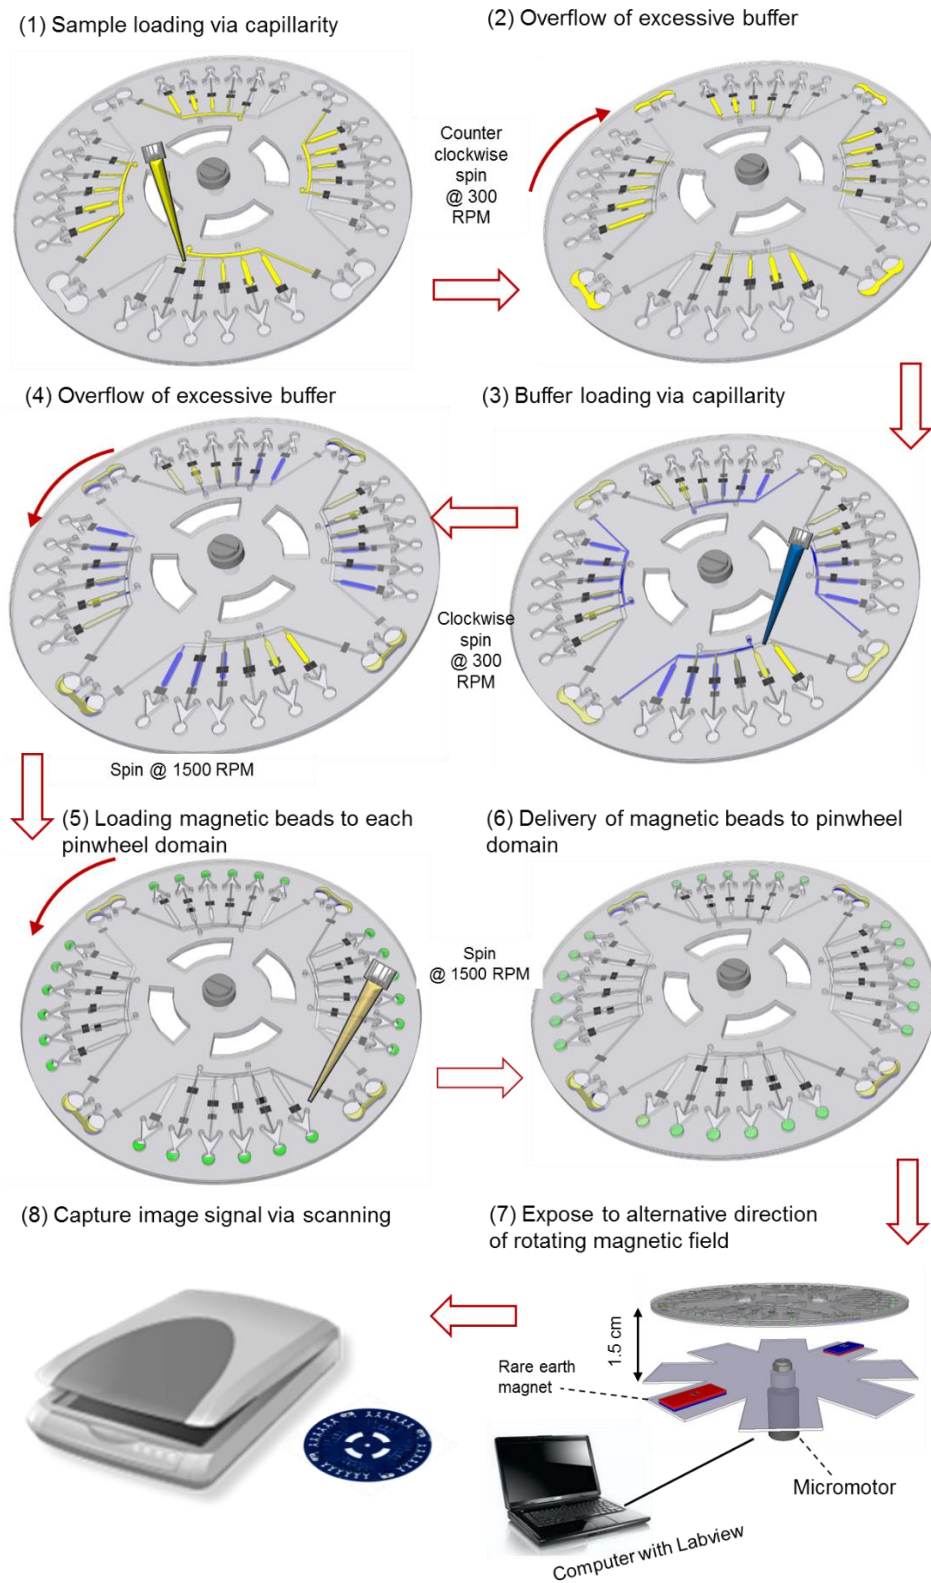 (1) Sample loading via capillarity
(2) Overflow of excessive buffer
Counter
clockwise
spin
@ 300
RPM
(4) Overflow of excessive buffer
(3) Buffer loading via capillarity
Clockwise
spin
@ 300
RPM
Spin @ 1500 RPM
(5) Loading magnetic beads to each
pinwheel domain
(6) Delivery of magnetic beads to pinwheel
domain
Spin
@ 1500 RPM
(8) Capture image signal via scanning
(7) Expose to alternative direction
of rotating magnetic field
1.5 cm
Rare earth
magnet
Micromotor
Computer with Labview